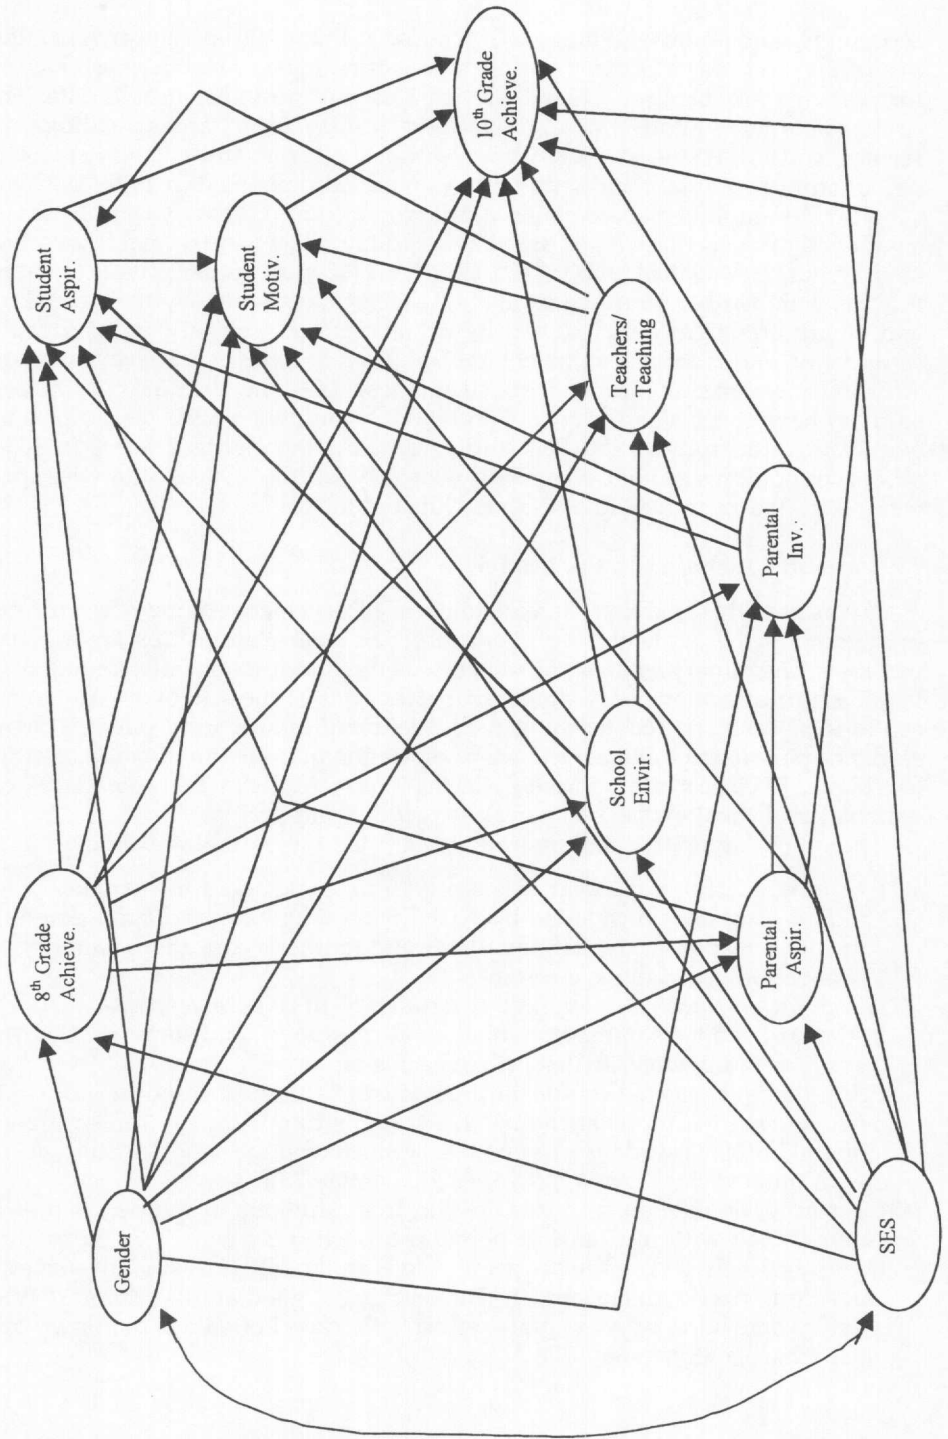 Gender
8th Grade
Achieve.
Student
Aspir.
Student
Motiv.
10th Grade
Achieve.
School
Envir.
Teachers/
Teaching
Parental
Aspir.
Parental
Inv.
SES